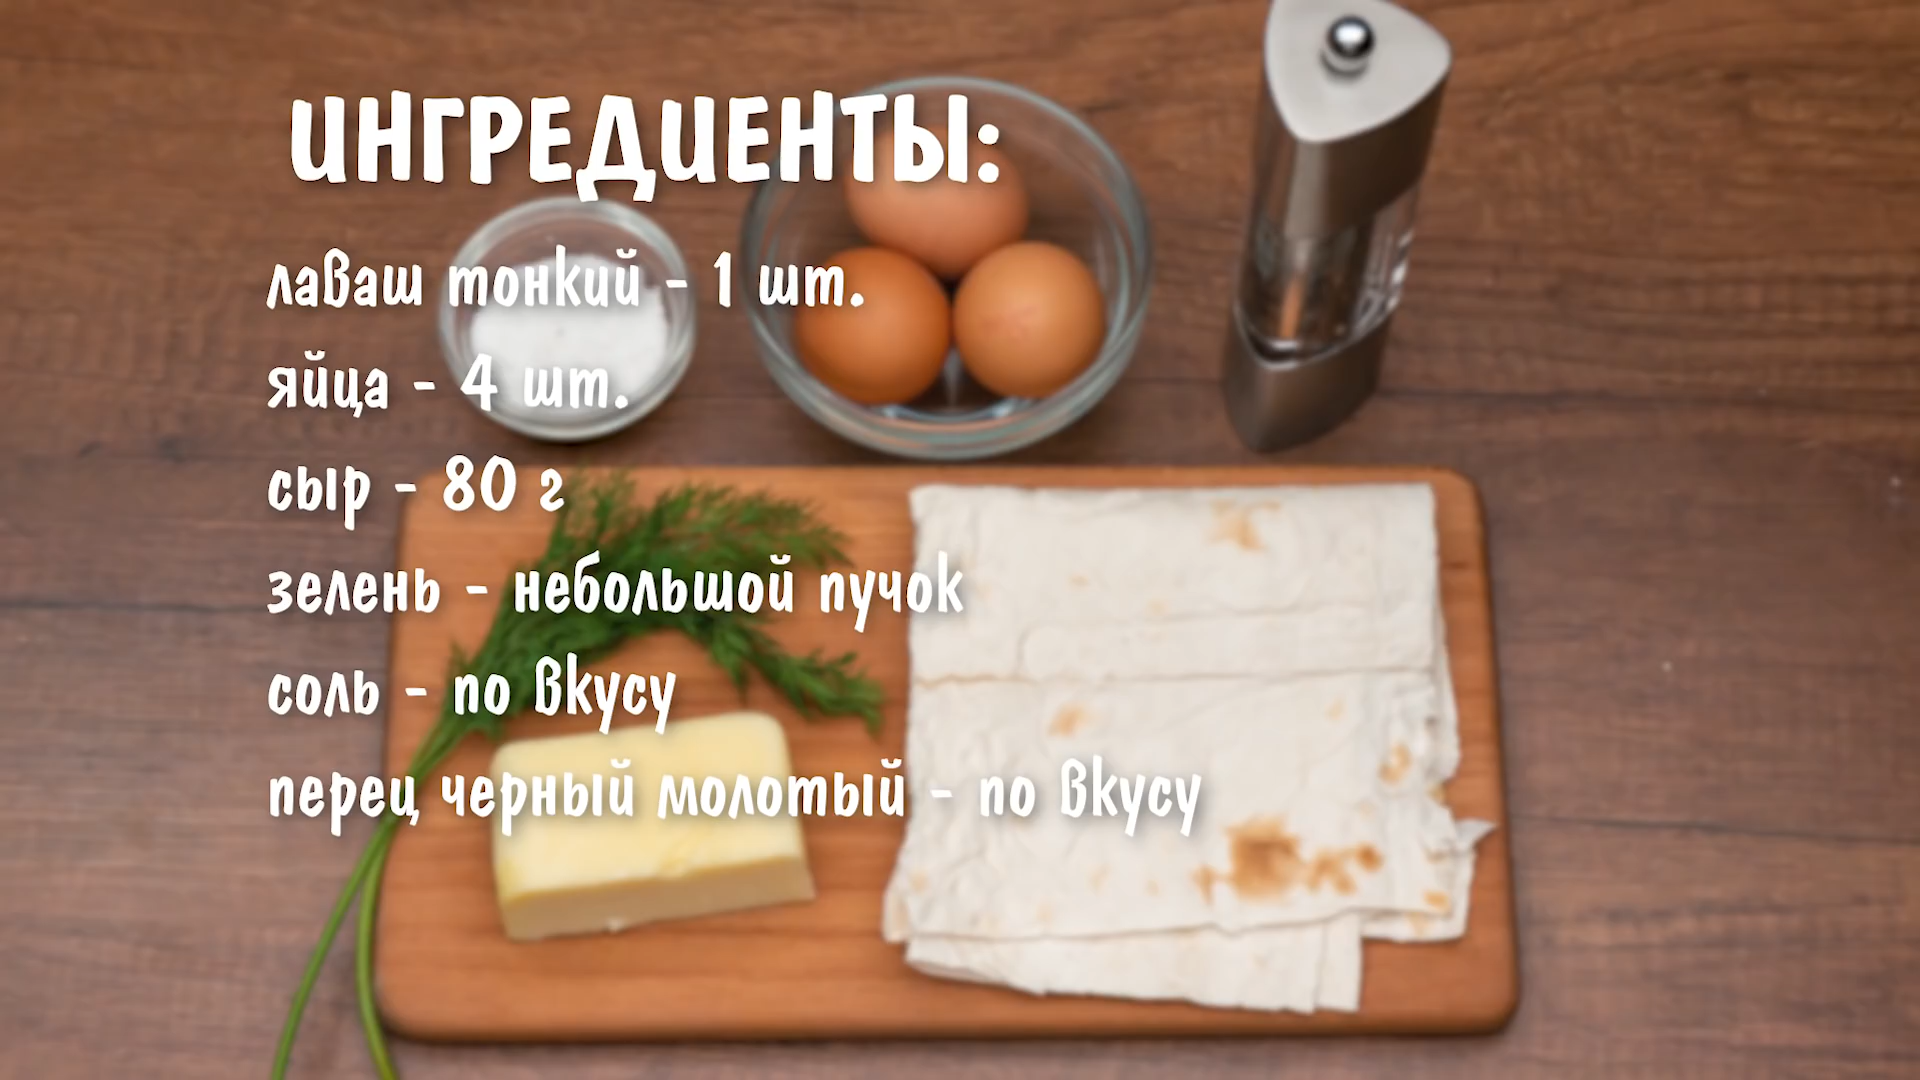 ИНГРЕДИЕНТЫ:
лаваш тонкий - 1 шт.
яйца - 4 шт.
сыр - 80 г
зелень - небольшой пучок
соль - по вкусу
перец черный молотый - по вкусу